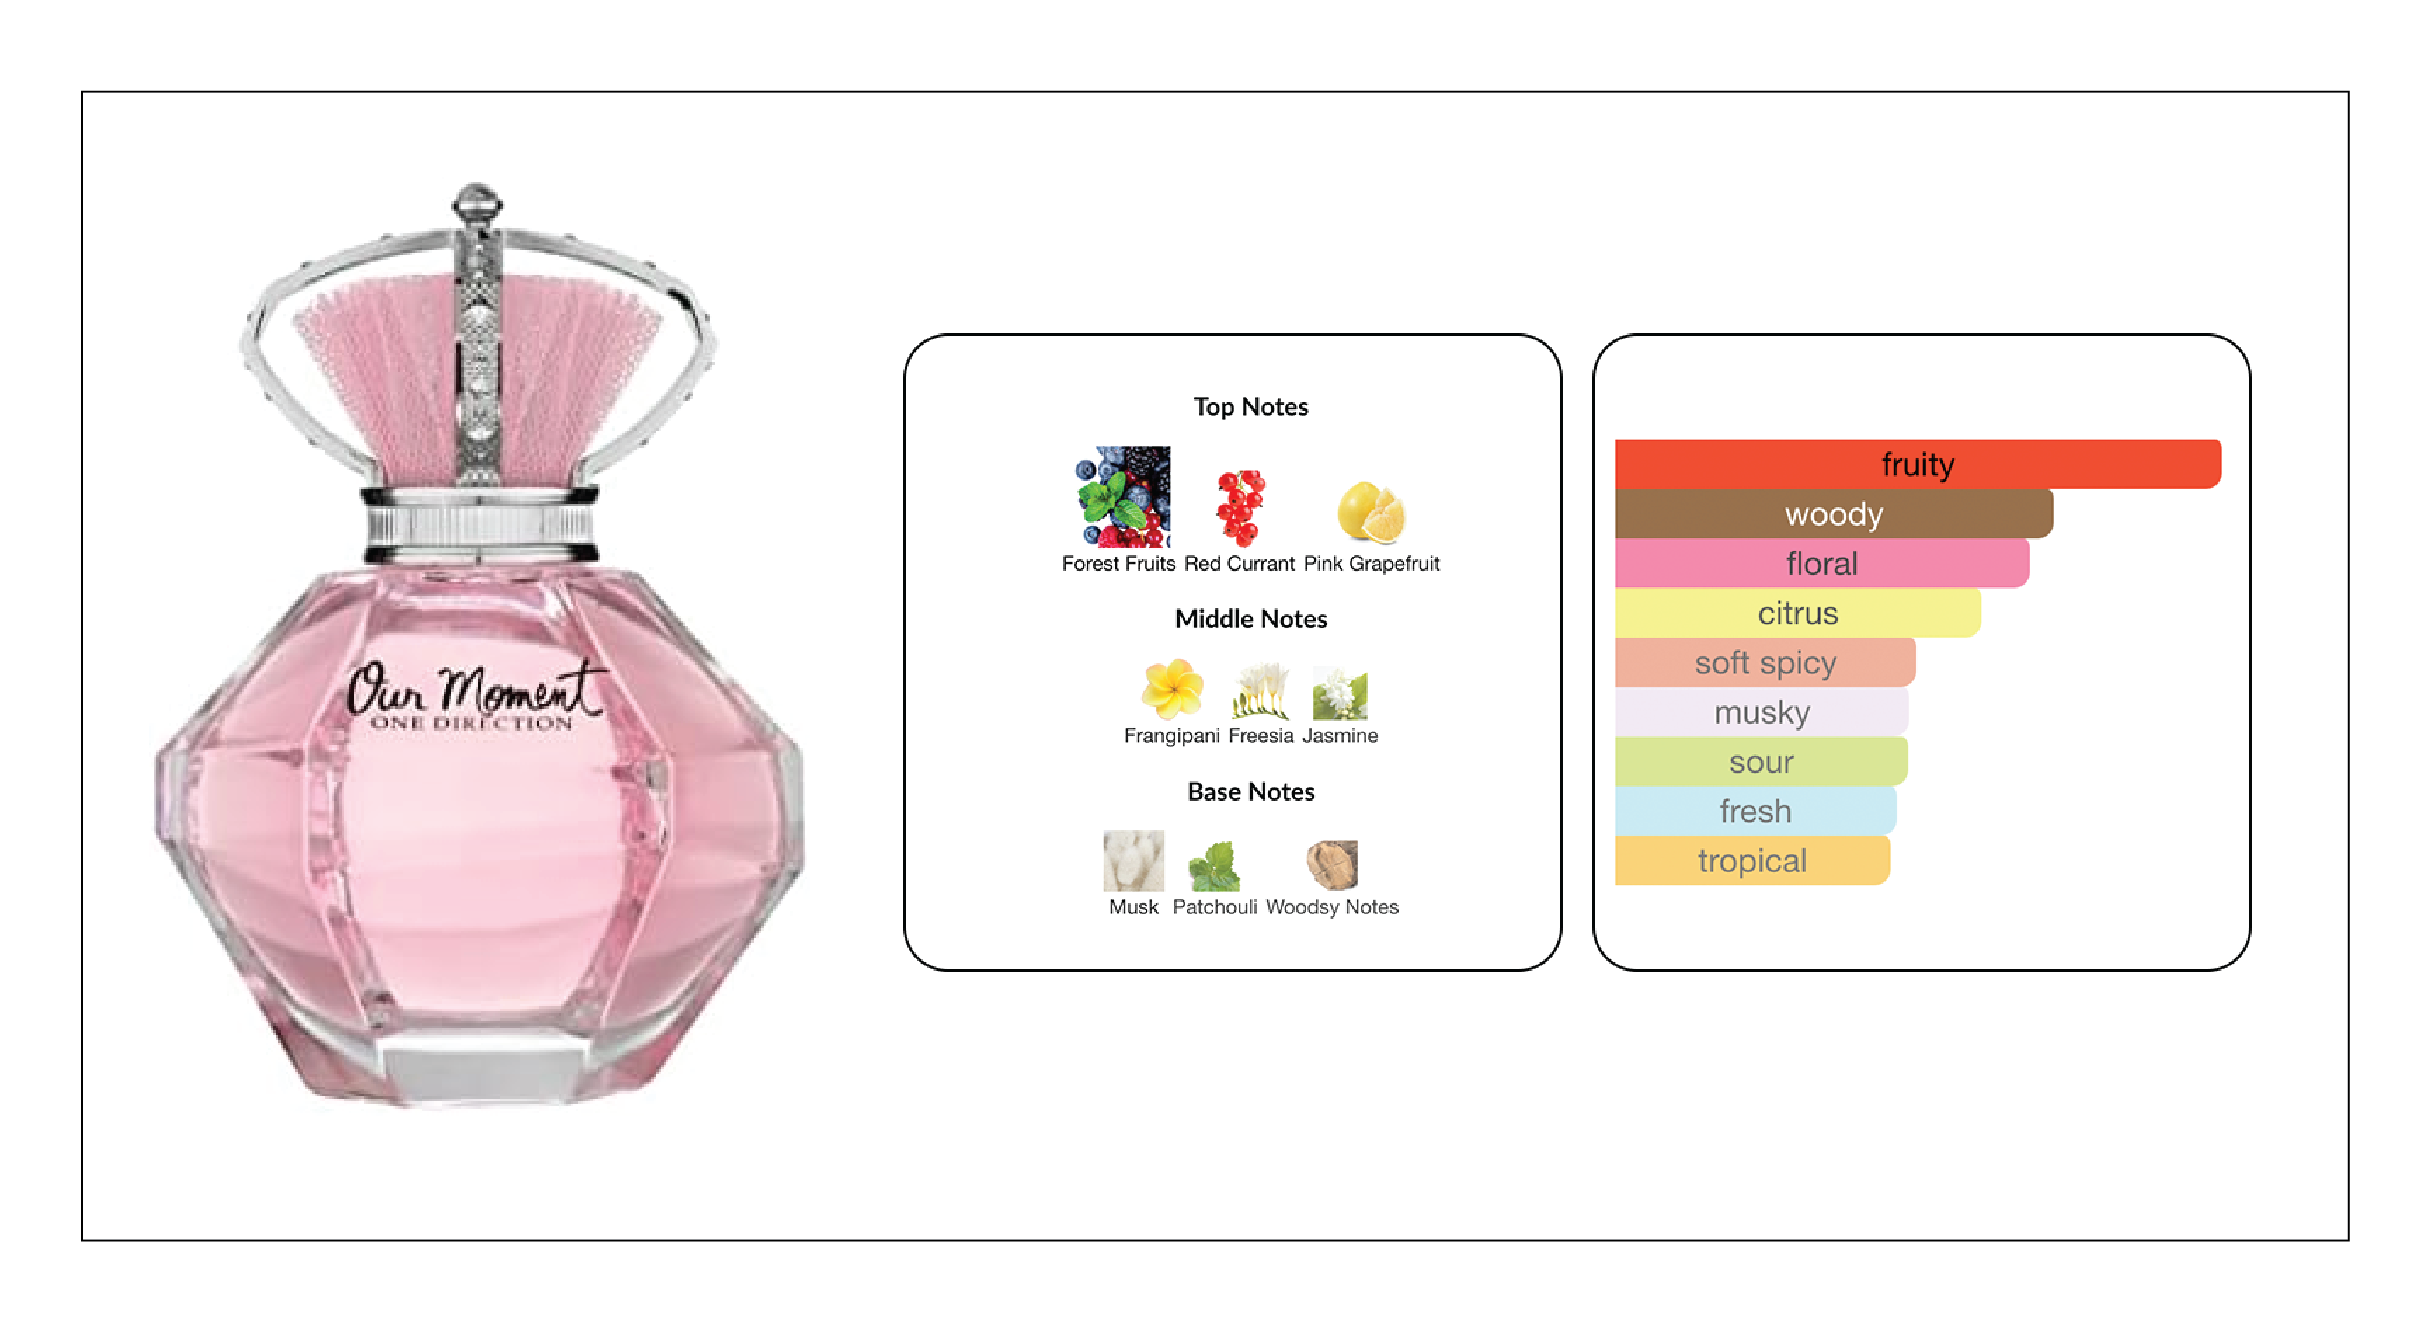 Our Moment
ONE DIRECTION
Top Notes
Forest Fruits Red Currant Pink Grapefruit
Middle Notes
Frangipani Freesia Jasmine
Base Notes
Musk Patchouli Woodsy Notes
fruity
woody
floral
citrus
soft spicy
musky
sour
fresh
tropical